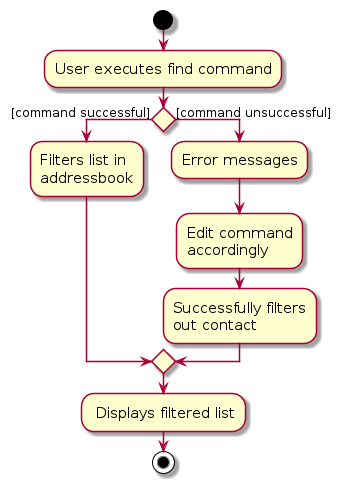 User executes find command
[command successful]
[command unsuccessful]
Filters list in
addressbook
Error messages
Edit command
accordingly
Successfully filters
out contact
Displays filtered list